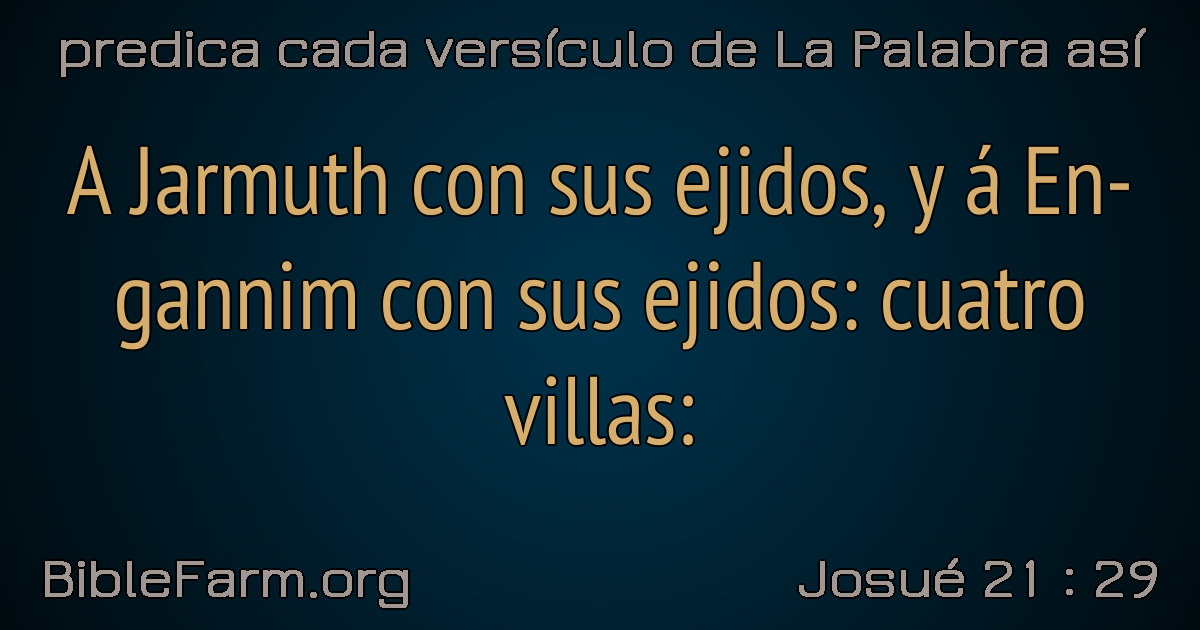 predica cada versículo de La Palabra así
A Jarmuth con sus ejidos, y á En-
gannim con sus ejidos: cuatro
villas:
BibleFarm.org
Josué 21 : 29